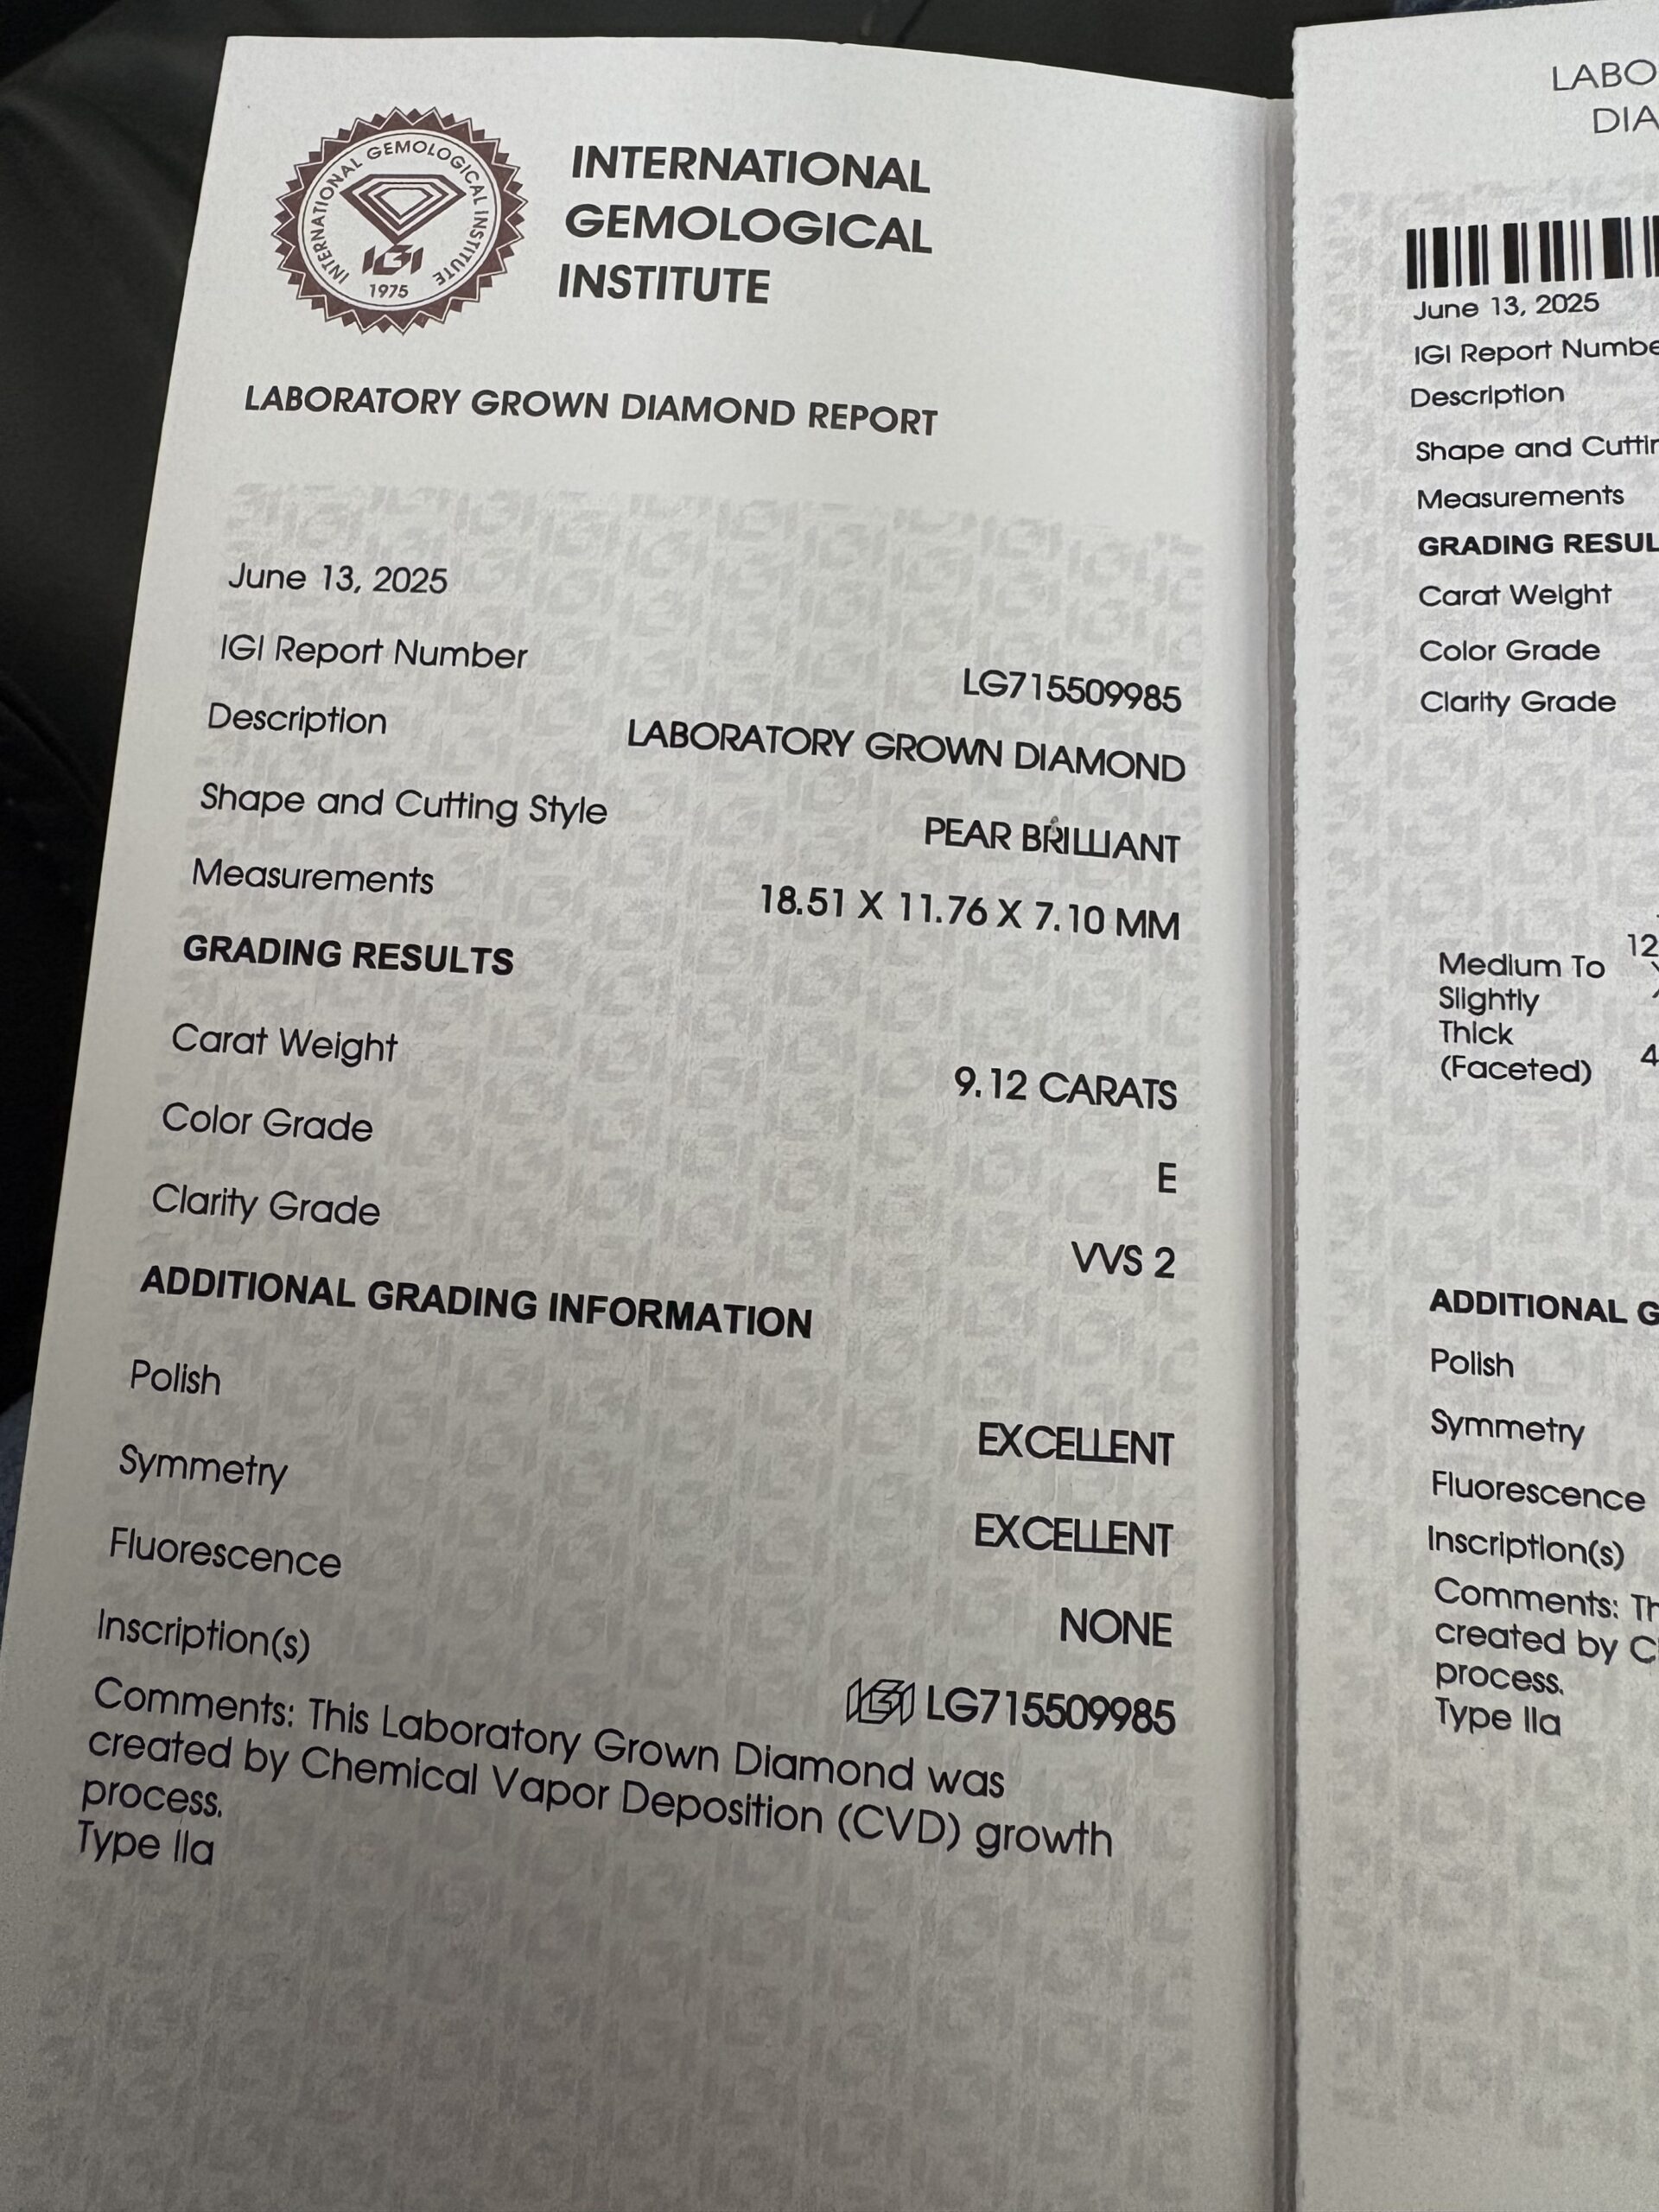 INTERNATIONAL GEMOLOGICAL INSTITUTE
IGI
1975
INTERNATIONAL
GEMOLOGICAL
INSTITUTE
LABORATORY GROWN DIAMOND REPORT
June 13, 2025
IGI Report Number LG715509985
Description LABORATORY GROWN DIAMOND
Shape and Cutting Style PEAR BRILLIANT
Measurements 18.51 X 11.76 X 7.10 MM
GRADING RESULTS
Carat Weight 9.12 CARATS
Color Grade E
Clarity Grade VVS 2
ADDITIONAL GRADING INFORMATION
Polish EXCELLENT
Symmetry EXCELLENT
Fluorescence NONE
Inscription(s) IGI LG715509985
Comments: This Laboratory Grown Diamond was
created by Chemical Vapor Deposition (CVD) growth
process.
Type IIa
LABO
DIA
June 13, 2025
IGI Report Numbe
Description
Shape and Cuttin
Measurements
GRADING RESUL
Carat Weight
Color Grade
Clarity Grade
12
Medium To
Slightly
Thick
(Faceted)
4
ADDITIONAL G
Polish
Symmetry
Fluorescence
Inscription(s)
Comments: Th
created by C
process.
Type IIa